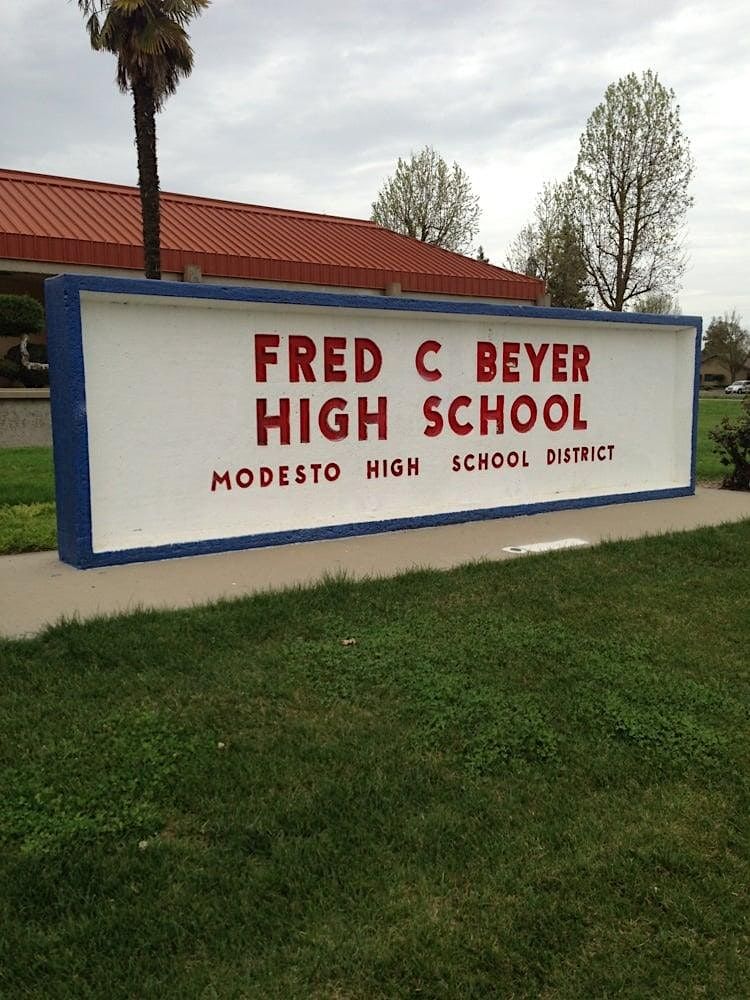 FRED C BEYER
HIGH SCHOOL
MODESTO HIGH SCHOOL DISTRICT